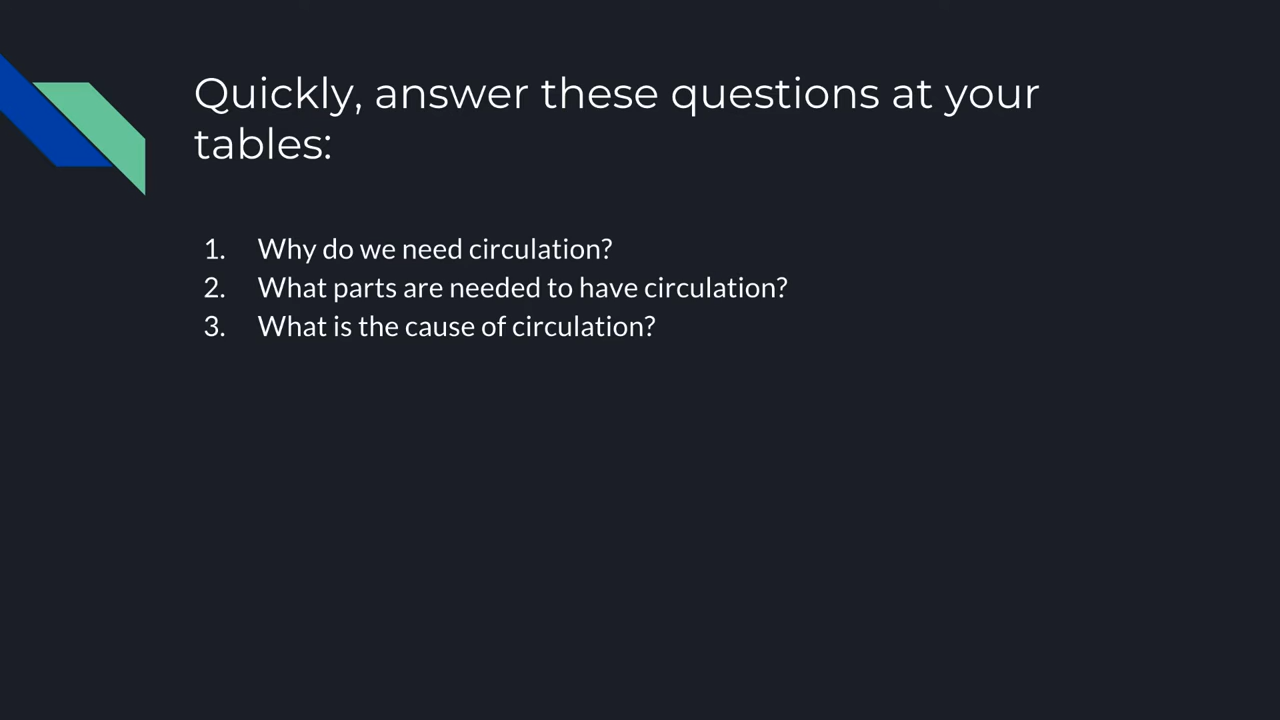 Quickly, answer these questions at your
tables:
1. Why do we need circulation?
2. What parts are needed to have circulation?
3. What is the cause of circulation?